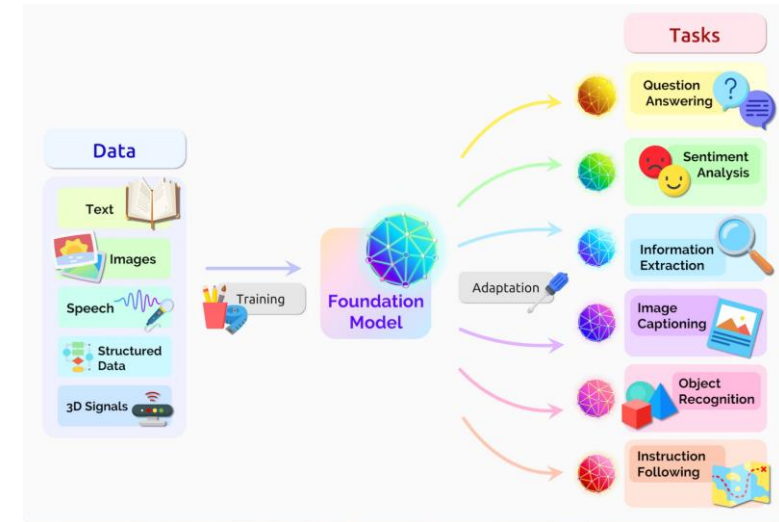 Data
Text
Images
Speech
Structured
Data
3D Signals
Training
Foundation
Model
Adaptation
Tasks
Question
Answering
Sentiment
Analysis
Information
Extraction
Image
Captioning
Object
Recognition
Instruction
Following